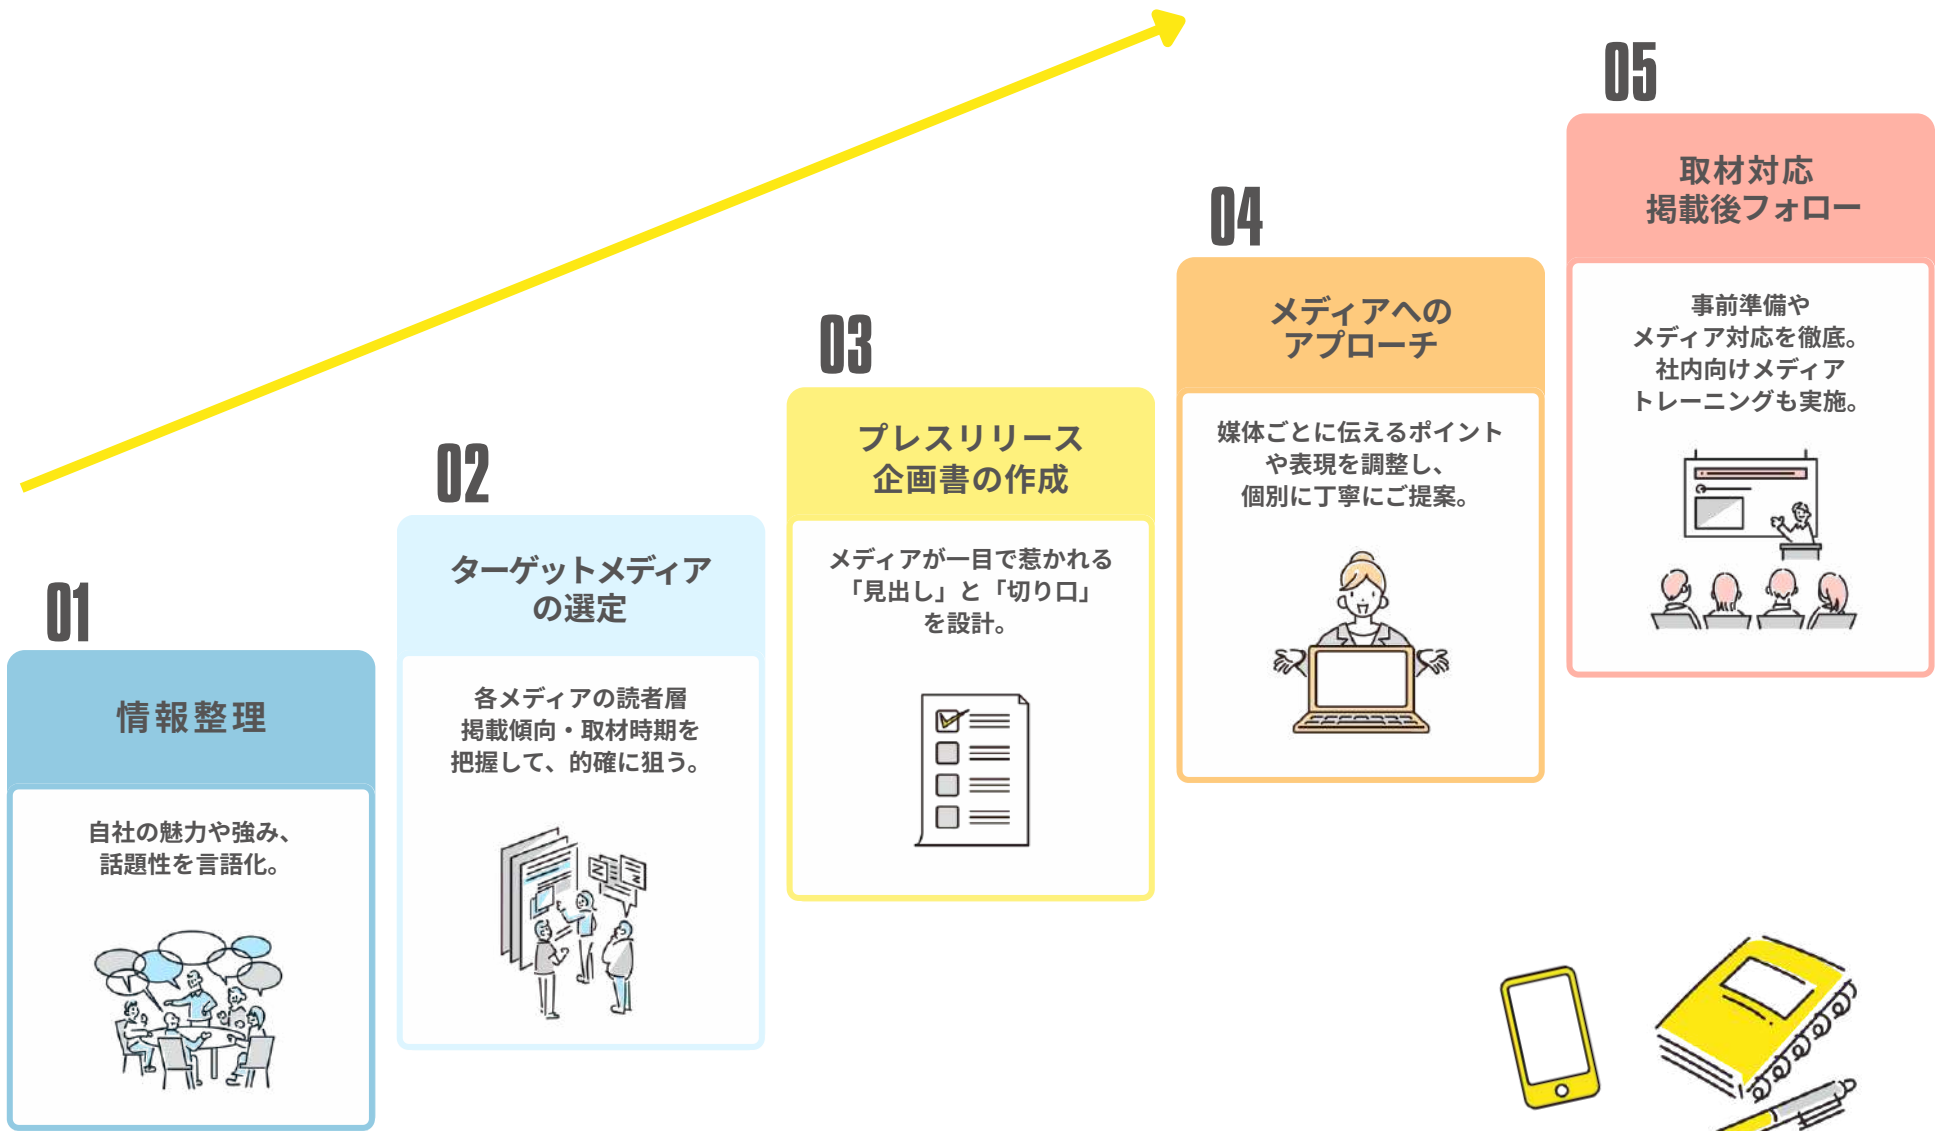 01
情報整理
自社の魅力や強み、
話題性を言語化。
02
ターゲットメディア
の選定
各メディアの読者層
掲載傾向・取材時期を
把握して、的確に狙う。
03
プレスリリース
企画書の作成
メディアが一目で惹かれる
「見出し」と「切り口」
を設計。
04
メディアへの
アプローチ
媒体ごとに伝えるポイント
や表現を調整し、
個別に丁寧にご提案。
05
取材対応
掲載後フォロー
事前準備や
メディア対応を徹底。
社内向けメディア
トレーニングも実施。